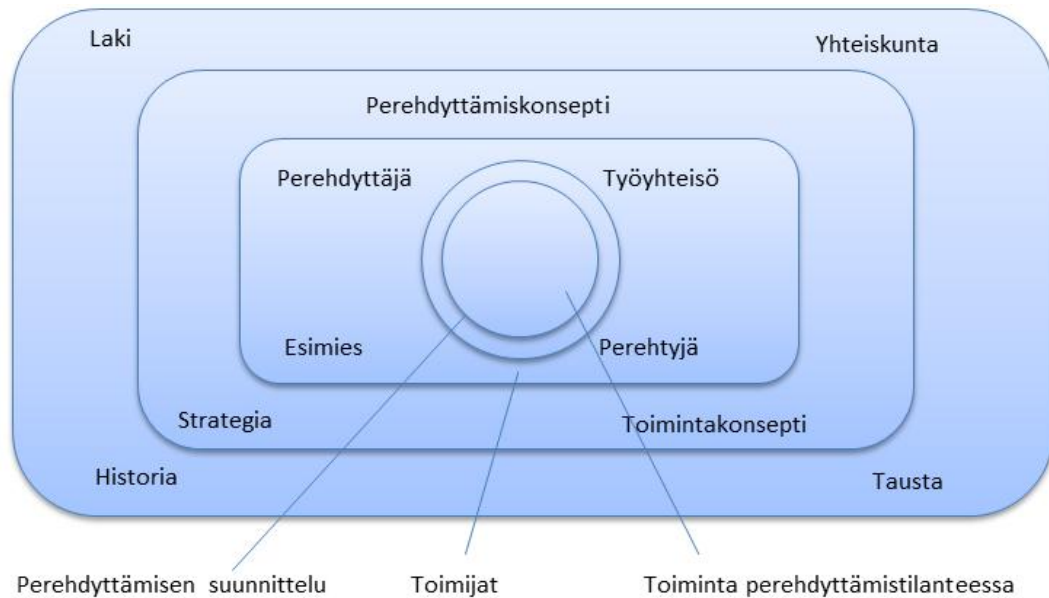 Laki
Yhteiskunta
Perehdyttämiskonsepti
Perehdyttäjä
Työyhteisö
Esimies
Perehtyjä
Strategia
Toimintakonsepti
Historia
Tausta
Perehdyttämisen suunnittelu
Toimijat
Toiminta perehdyttämistilanteessa